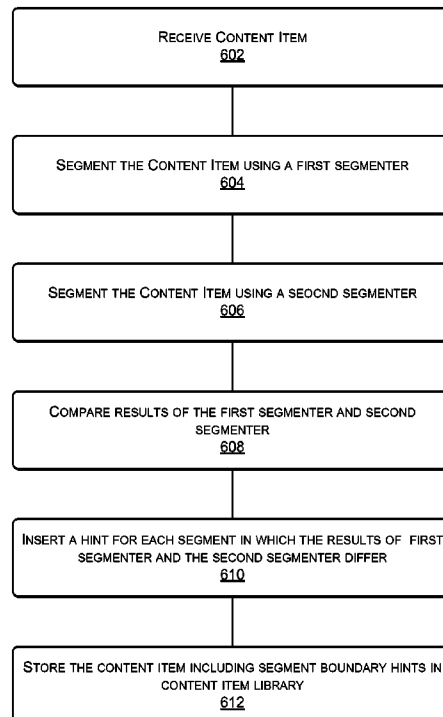 RECEIVE CONTENT ITEM
602
SEGMENT THE CONTENT ITEM USING A FIRST SEGMENTER
604
SEGMENT THE CONTENT ITEM USING A SEOCND SEGMENTER
606
COMPARE RESULTS OF THE FIRST SEGMENTER AND SECOND
SEGMENTER
608
INSERT A HINT FOR EACH SEGMENT IN WHICH THE RESULTS OF FIRST
SEGMENTER AND THE SECOND SEGMENTER DIFFER
610
STORE THE CONTENT ITEM INCLUDING SEGMENT BOUNDARY HINTS IN
CONTENT ITEM LIBRARY
612